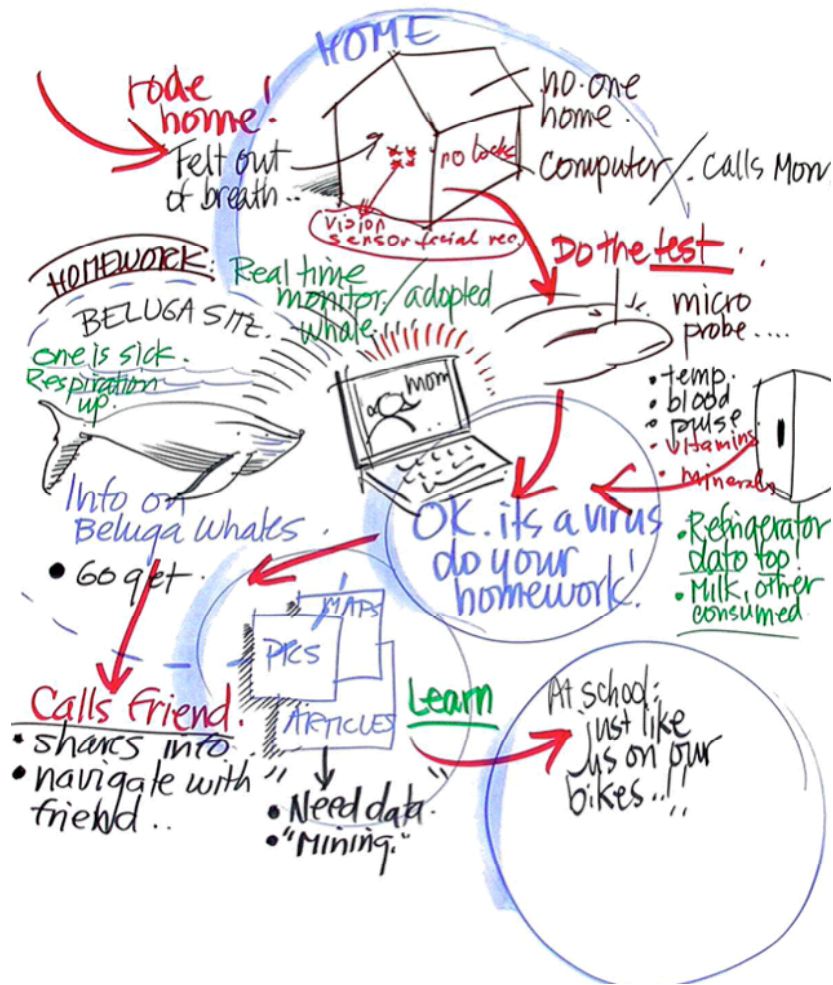 HOME
rode
home!
Felt out
of breath..
no one
home.
no locks
Computer/. Calls Mom.
Vision
sensor facial rec.
Do the test..
HOMEWORK:
Real time
monitor/adopted
whale.
BELUGA SITE.
one is sick.
Respiration
up.
mom
micro
probe....
• temp.
• blood
• pulse
• Vitamins
• minerals
Info on
Beluga Whales.
• Go get.
OK. its a virus
do your
homework!
• Refrigerator
data top!
• Milk, other
consumed
MAPS
PICS
ARTICLES
Learn
Calls Friend.
• shares info
• navigate with
friend..
• Need data.
• "Mining."
At school:
just like
us on our
bikes..!!